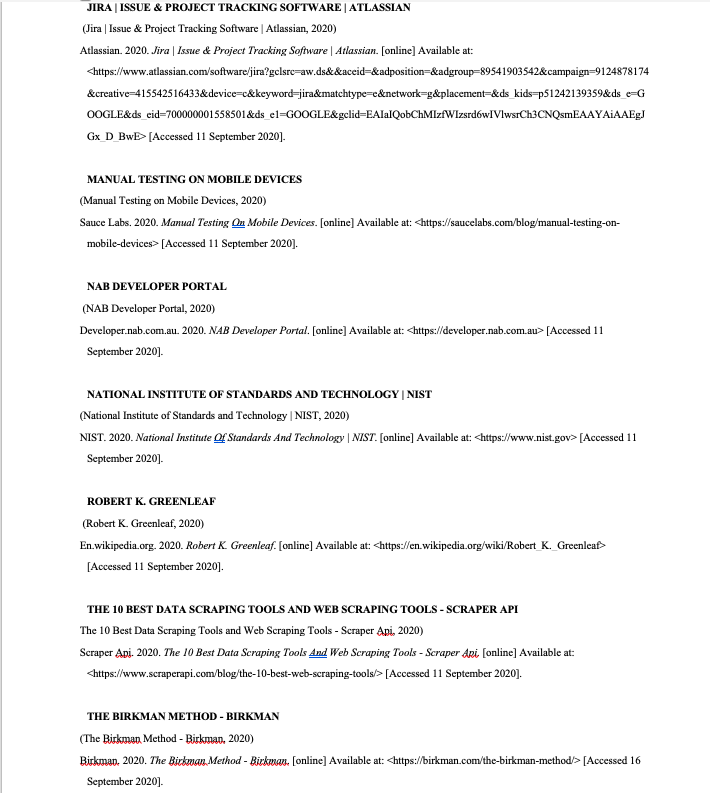 JIRA | ISSUE & PROJECT TRACKING SOFTWARE | ATLASSIAN
(Jira | Issue & Project Tracking Software | Atlassian, 2020)
Atlassian. 2020. Jira | Issue & Project Tracking Software | Atlassian. [online] Available at:
<https://www.atlassian.com/software/jira?gclsrc=aw.ds&&aceid=&adposition=&adgroup=89541903542&campaign=9124878174
&creative=415542516433&device=c&keyword=jira&matchtype=e&network=g&placement=&ds_kids=p51242139359&ds_e=G
OOGLE&ds_eid=700000001558501&ds_e1=GOOGLE&gclid=EAIaIQobChMIzfWIzsrd6wIVlwsrCh3CNQsmEAAYAiAAEgJ
Gx_D_BwE> [Accessed 11 September 2020].
MANUAL TESTING ON MOBILE DEVICES
(Manual Testing on Mobile Devices, 2020)
Sauce Labs. 2020. Manual Testing On Mobile Devices. [online] Available at: <https://saucelabs.com/blog/manual-testing-on-
mobile-devices> [Accessed 11 September 2020].
NAB DEVELOPER PORTAL
(NAB Developer Portal, 2020)
Developer.nab.com.au. 2020. NAB Developer Portal. [online] Available at: <https://developer.nab.com.au> [Accessed 11
September 2020].
NATIONAL INSTITUTE OF STANDARDS AND TECHNOLOGY | NIST
(National Institute of Standards and Technology | NIST, 2020)
NIST. 2020. National Institute Of Standards And Technology | NIST. [online] Available at: <https://www.nist.gov> [Accessed 11
September 2020].
ROBERT K. GREENLEAF
(Robert K. Greenleaf, 2020)
En.wikipedia.org. 2020. Robert K. Greenleaf. [online] Available at: <https://en.wikipedia.org/wiki/Robert_K._Greenleaf>
[Accessed 11 September 2020].
THE 10 BEST DATA SCRAPING TOOLS AND WEB SCRAPING TOOLS - SCRAPER API
The 10 Best Data Scraping Tools and Web Scraping Tools - Scraper Api, 2020)
Scraper Api. 2020. The 10 Best Data Scraping Tools And Web Scraping Tools - Scraper Api. [online] Available at:
<https://www.scraperapi.com/blog/the-10-best-web-scraping-tools/> [Accessed 11 September 2020].
THE BIRKMAN METHOD - BIRKMAN
(The Birkman Method - Birkman, 2020)
Birkman. 2020. The Birkman Method - Birkman. [online] Available at: <https://birkman.com/the-birkman-method/> [Accessed 16
September 2020].